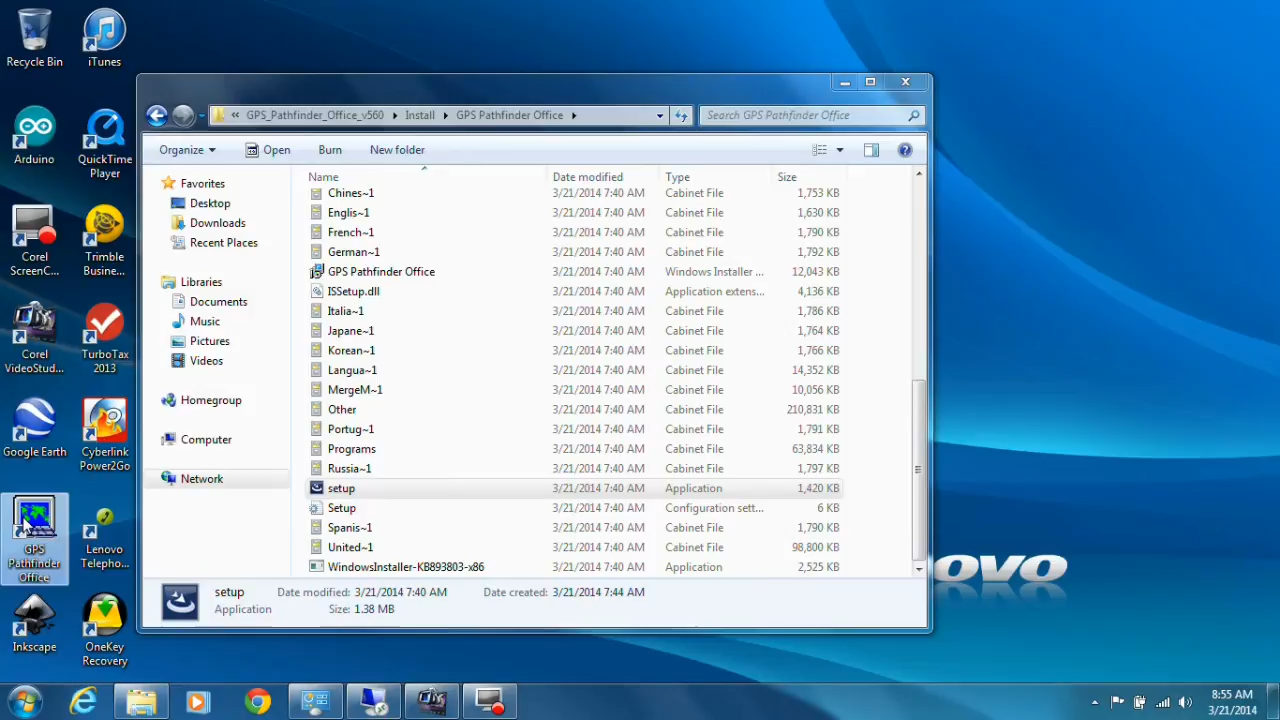 Recycle Bin
iTunes
Arduino
QuickTime
Player
Corel
ScreenC...
Trimble
Busine...
Corel
VideoStud...
TurboTax
2013
Google Earth
Cyberlink
Power2Go
GPS
Pathfinder
Office
Lenovo
Telepho...
Inkscape
OneKey
Recovery
« GPS_Pathfinder_Office_v560 Install GPS Pathfinder Office
Search GPS Pathfinder Office
Organize Open Burn New folder
Favorites
Desktop
Downloads
Recent Places
Libraries
Documents
Music
Pictures
Videos
Homegroup
Computer
Network
Name Date modified Type Size
Chines~1 3/21/2014 7:40 AM Cabinet File 1,753 KB
Englis~1 3/21/2014 7:40 AM Cabinet File 1,630 KB
French~1 3/21/2014 7:40 AM Cabinet File 1,790 KB
German~1 3/21/2014 7:40 AM Cabinet File 1,792 KB
GPS Pathfinder Office 3/21/2014 7:40 AM Windows Installer ... 12,043 KB
ISSetup.dll 3/21/2014 7:40 AM Application extens... 4,136 KB
Italia~1 3/21/2014 7:40 AM Cabinet File 1,786 KB
Japane~1 3/21/2014 7:40 AM Cabinet File 1,764 KB
Korean~1 3/21/2014 7:40 AM Cabinet File 1,766 KB
Langua~1 3/21/2014 7:40 AM Cabinet File 14,352 KB
MergeM~1 3/21/2014 7:40 AM Cabinet File 10,056 KB
Other 3/21/2014 7:40 AM Cabinet File 210,831 KB
Portug~1 3/21/2014 7:40 AM Cabinet File 1,791 KB
Programs 3/21/2014 7:40 AM Cabinet File 63,834 KB
Russia~1 3/21/2014 7:40 AM Cabinet File 1,797 KB
setup 3/21/2014 7:40 AM Application 1,420 KB
Setup 3/21/2014 7:40 AM Configuration sett... 6 KB
Spanis~1 3/21/2014 7:40 AM Cabinet File 1,790 KB
United~1 3/21/2014 7:40 AM Cabinet File 98,800 KB
WindowsInstaller-KB893803-x86 3/21/2014 7:40 AM Application 2,525 KB
setup Date modified: 3/21/2014 7:40 AM Date created: 3/21/2014 7:44 AM
Application Size: 1.38 MB
ovo
8:55 AM
3/21/2014